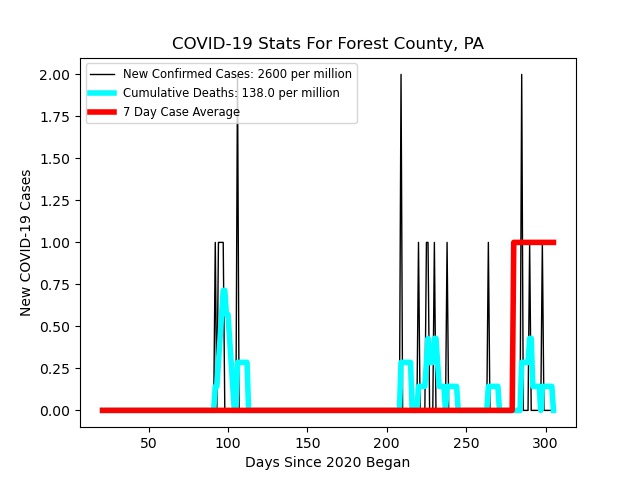 COVID-19 Stats For Forest County, PA
New Confirmed Cases: 2600 per million
Cumulative Deaths: 138.0 per million
7 Day Case Average
New COVID-19 Cases
2.00
1.75
1.50
1.25
1.00
0.75
0.50
0.25
0.00
50 100 150 200 250 300
Days Since 2020 Began